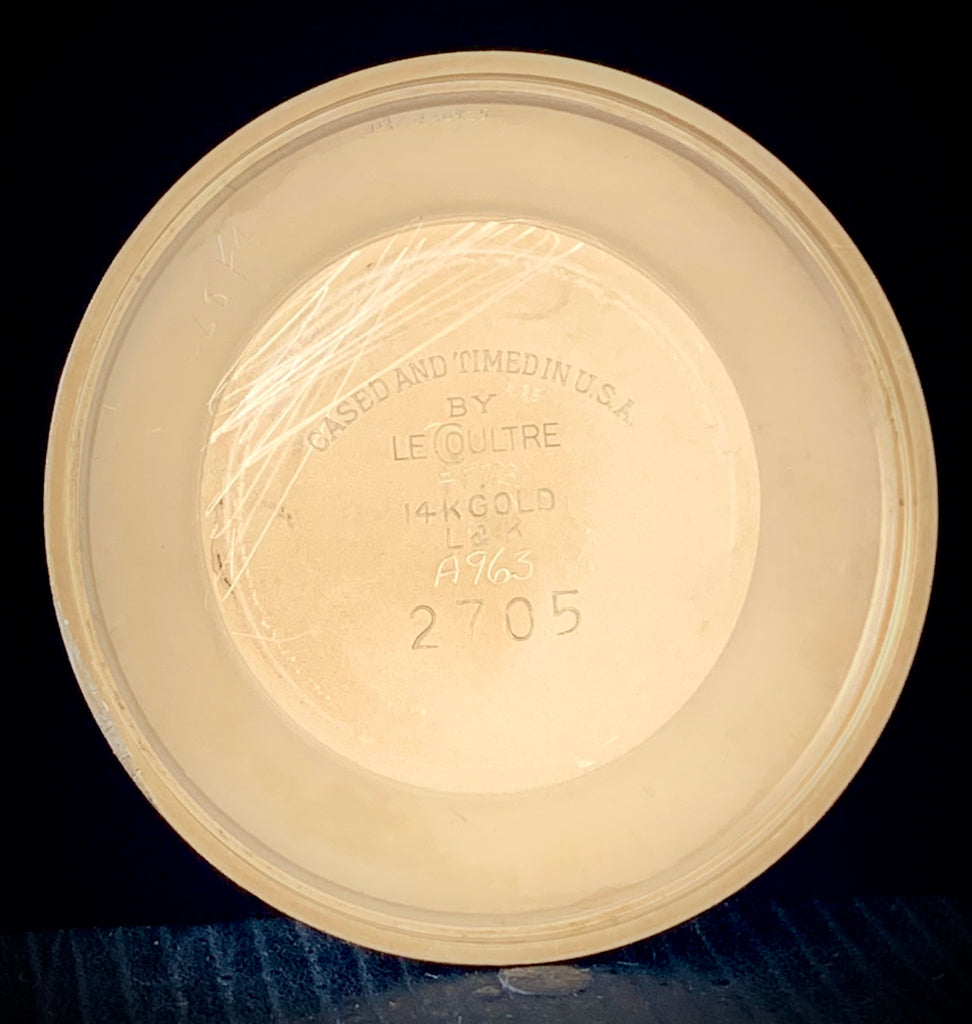 CASED AND TIMED IN U.S.A.
BY
LECOULTRE
14K GOLD
L & K
A963
2705